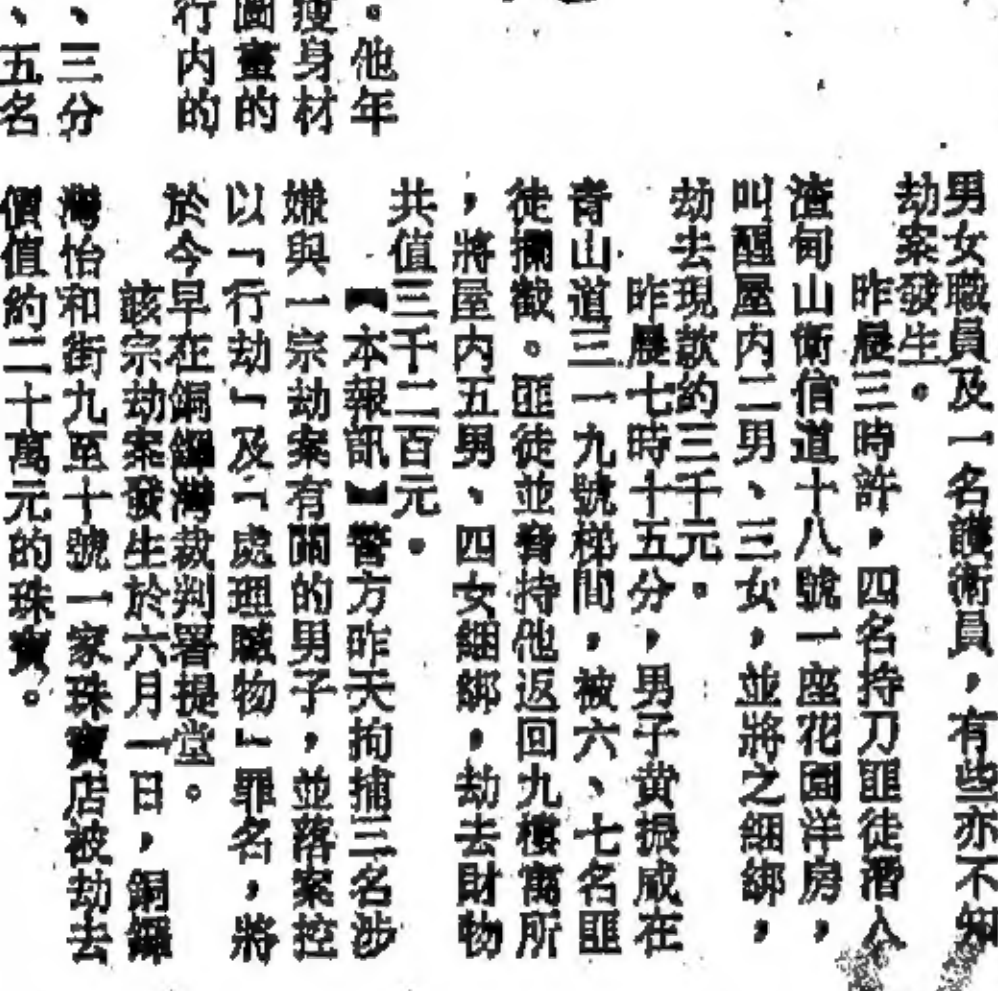 。他年
瘦身材
圖畫的
行内的
、三分
、五名
男女職員及一名護衛員，有些亦不知
劫案發生。
昨晨三時許，四名持刀匪徒潛入
渣甸山衛信道十八號一座花園洋房，
叫醒屋内二男、三女，並將之綑綁，
劫去現款約三千元。
昨晨七時十五分，男子黄振威在
青山道三一九號梯間，被六、七名匪
徒攔截。匪徒並脅持他返回九樓寓所
，將屋内五男、四女綑綁，劫去財物
共值三千二百元。
【本報訊】警方昨天拘捕三名涉
嫌與一宗劫案有關的男子，並落案控
以「行劫」及「處理贓物」罪名，將
於今早在銅鑼灣裁判署提堂。
該宗劫案發生於六月一日，銅鑼
灣怡和街九至十號一家珠寶店被劫去
價值約二十萬元的珠寶。